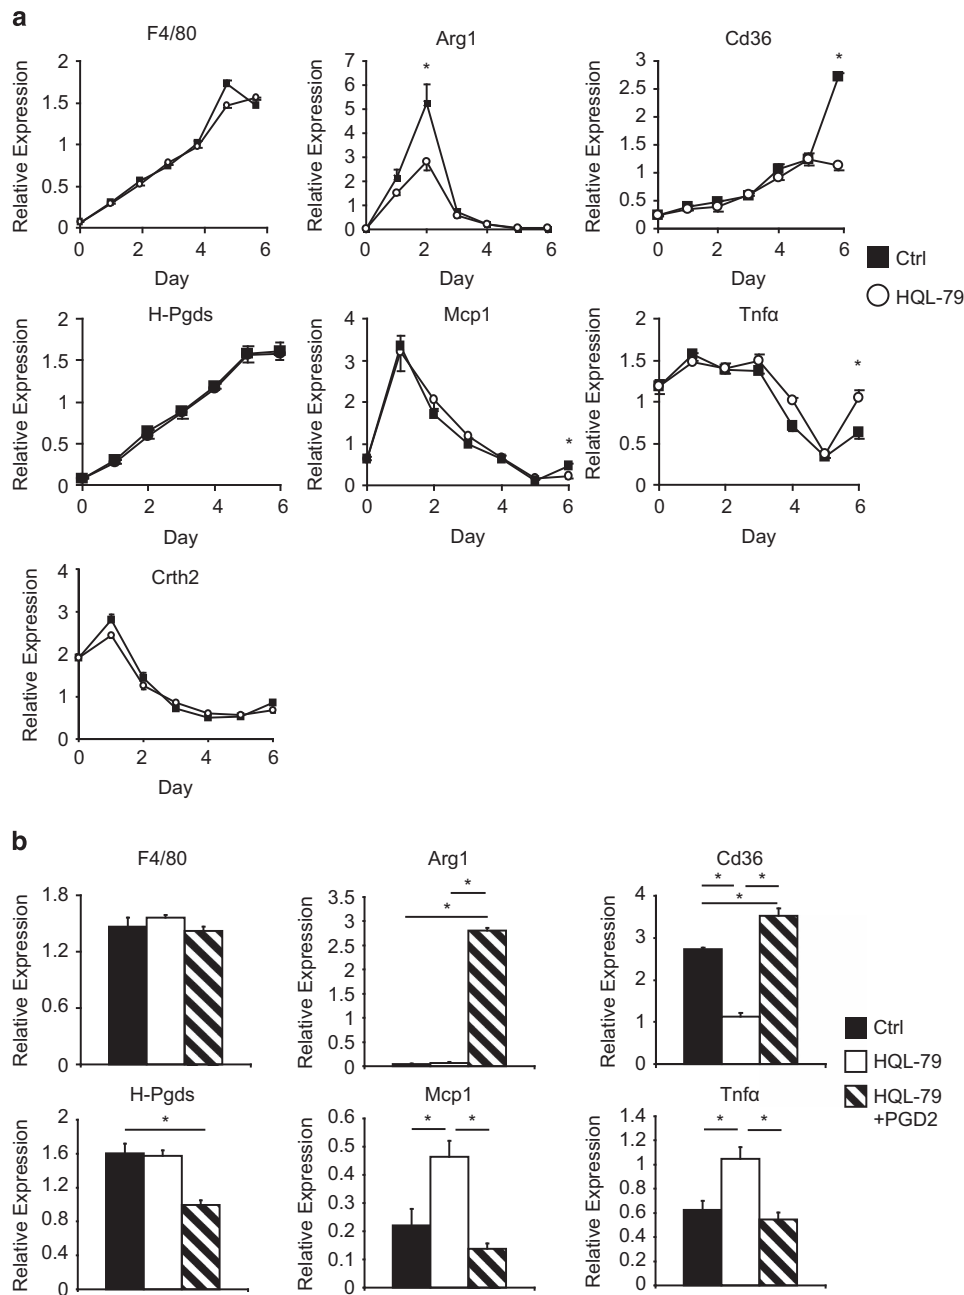 a
F4/80
Relative Expression
2
1.5
1
0.5
0
0 2 4 6
Day
Arg1
Relative Expression
7
6
5
4
3
2
1
0
*
0 2 4 6
Day
Cd36
Relative Expression
3
2.5
2
1.5
1
0.5
0
*
0 2 4 6
Day
Ctrl
HQL-79
H-Pgds
Relative Expression
2
1.5
1
0.5
0
0 2 4 6
Day
Mcp1
Relative Expression
4
3
2
1
0
*
0 2 4 6
Day
Tnfα
Relative Expression
2
1.5
1
0.5
0
*
0 2 4 6
Day
Crth2
Relative Expression
4
3
2
1
0
0 2 4 6
Day
b
F4/80
Relative Expression
1.8
1.2
0.6
0
Arg1
Relative Expression
3.5
3
2.5
2
1.5
1
0.5
0
*
*
Cd36
Relative Expression
4
3
2
1
0
* *
*
Ctrl
HQL-79
HQL-79
+PGD2
H-Pgds
Relative Expression
2
1.6
1.2
0.8
0.4
0
*
Mcp1
Relative Expression
0.6
0.5
0.4
0.3
0.2
0.1
0
* *
Tnfα
Relative Expression
1.4
1.2
1
0.8
0.6
0.4
0.2
0
* *